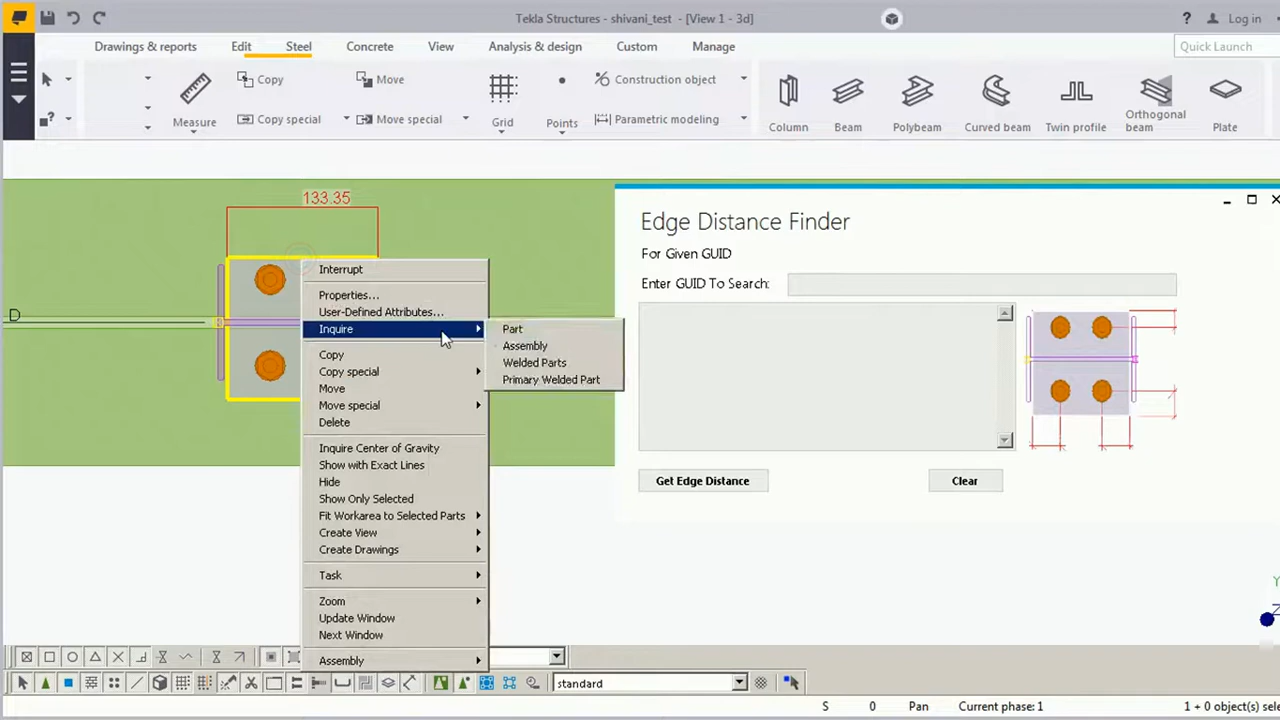 Tekla Structures - shivani_test - [View 1 - 3d]
? Log in
Drawings & reports Edit Steel Concrete View Analysis & design Custom Manage
Quick Launch
Copy Move Construction object
Measure Copy special Move special Grid Points Parametric modeling
Column Beam Polybeam Curved beam Twin profile Orthogonal beam Plate
133.35
D
Interrupt
Properties...
User-Defined Attributes...
Inquire
Copy
Copy special
Move
Move special
Delete
Inquire Center of Gravity
Show with Exact Lines
Hide
Show Only Selected
Fit Workarea to Selected Parts
Create View
Create Drawings
Task
Zoom
Update Window
Next Window
Assembly
Part
Assembly
Welded Parts
Primary Welded Part
Edge Distance Finder
For Given GUID
Enter GUID To Search:
Get Edge Distance Clear
Y
Z
standard
S 0 Pan Current phase: 1 1 + 0 object(s) sele